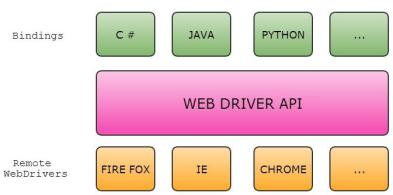 Bindings
C #
JAVA
PYTHON
...
WEB DRIVER API
Remote
WebDrivers
FIRE FOX
IE
CHROME
...